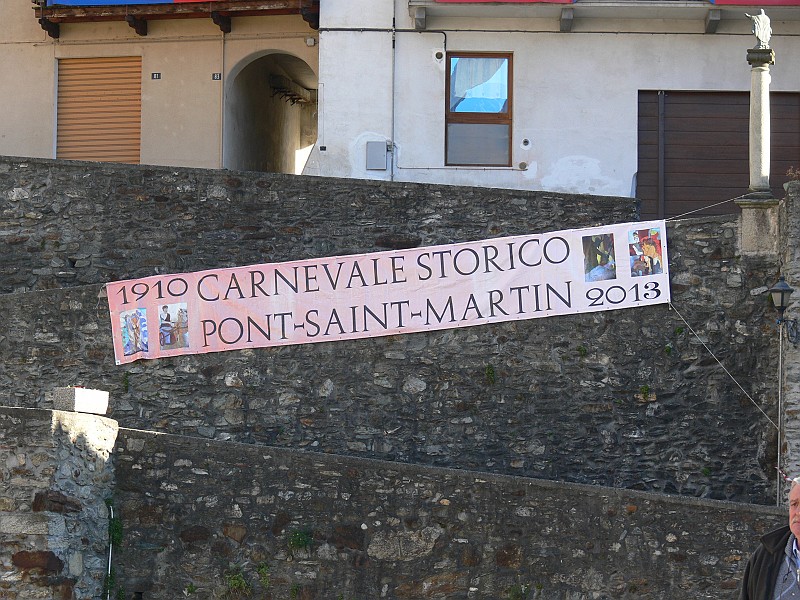 1910 CARNEVALE STORICO
PONT-SAINT-MARTIN 2013